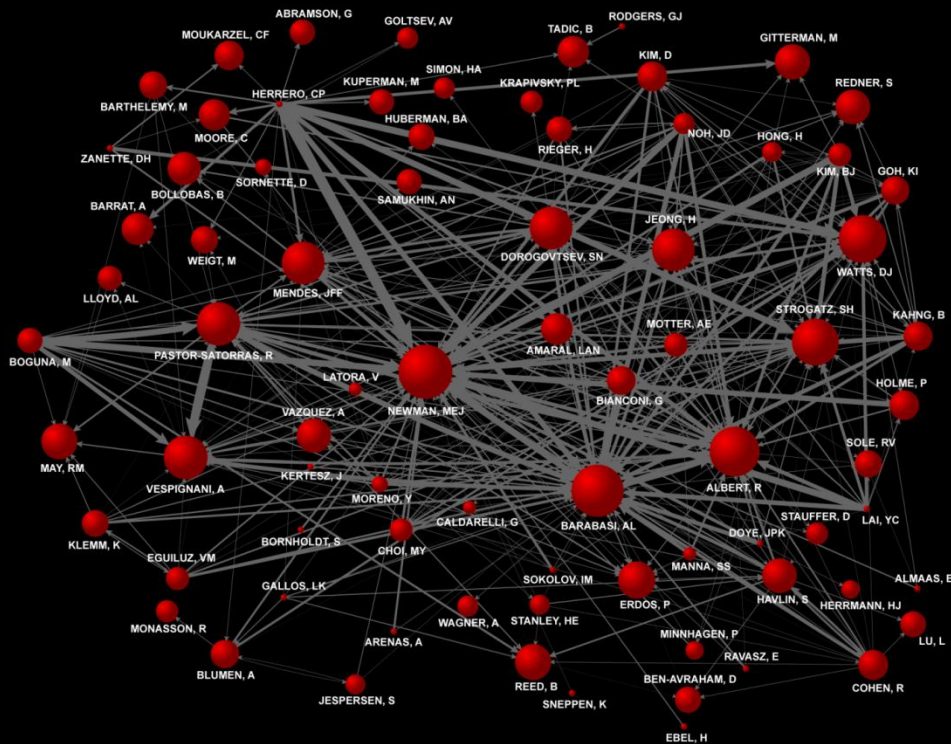 ABRAMSON, G
GOLTSEV, AV
RODGERS, GJ
MOUKARZEL, CF
TADIC, B
KIM, D
GITTERMAN, M
SIMON, HA
KUPERMAN, M
KRAPIVSKY, PL
REDNER, S
HERRERO, CP
BARTHELEMY, M
HUBERMAN, BA
NOH, JD
HONG, H
MOORE, C
RIEGER, H
ZANETTE, DH
KIM, BJ
GOH, KI
BOLLOBAS, B
SORNETTE, D
SAMUKHIN, AN
BARRAT, A
JEONG, H
WEIGT, M
DOROGOVTSEV, SN
WATTS, DJ
MENDES, JFF
LLOYD, AL
STROGATZ, SH
KAHNG, B
MOTTER, AE
BOGUNA, M
PASTOR-SATORRAS, R
AMARAL, LAN
LATORA, V
HOLME, P
NEWMAN, MEJ
BIANCONI, G
VAZQUEZ, A
SOLE, RV
MAY, RM
VESPIGNANI, A
KERTESZ, J
ALBERT, R
MORENO, Y
BARABASI, AL
LAI, YC
STAUFFER, D
CALDARELLI, G
DOYE, JPK
KLEMM, K
BORNHOLDT, S
CHOI, MY
EGUILUZ, VM
MANNA, SS
SOKOLOV, IM
ALMAAS, E
GALLOS, LK
ERDOS, P
HAVLIN, S
HERRMANN, HJ
MONASSON, R
WAGNER, A
STANLEY, HE
ARENAS, A
MINNHAGEN, P
LU, L
RAVASZ, E
BLUMEN, A
REED, B
BEN-AVRAHAM, D
COHEN, R
JESPERSEN, S
SNEPPEN, K
EBEL, H